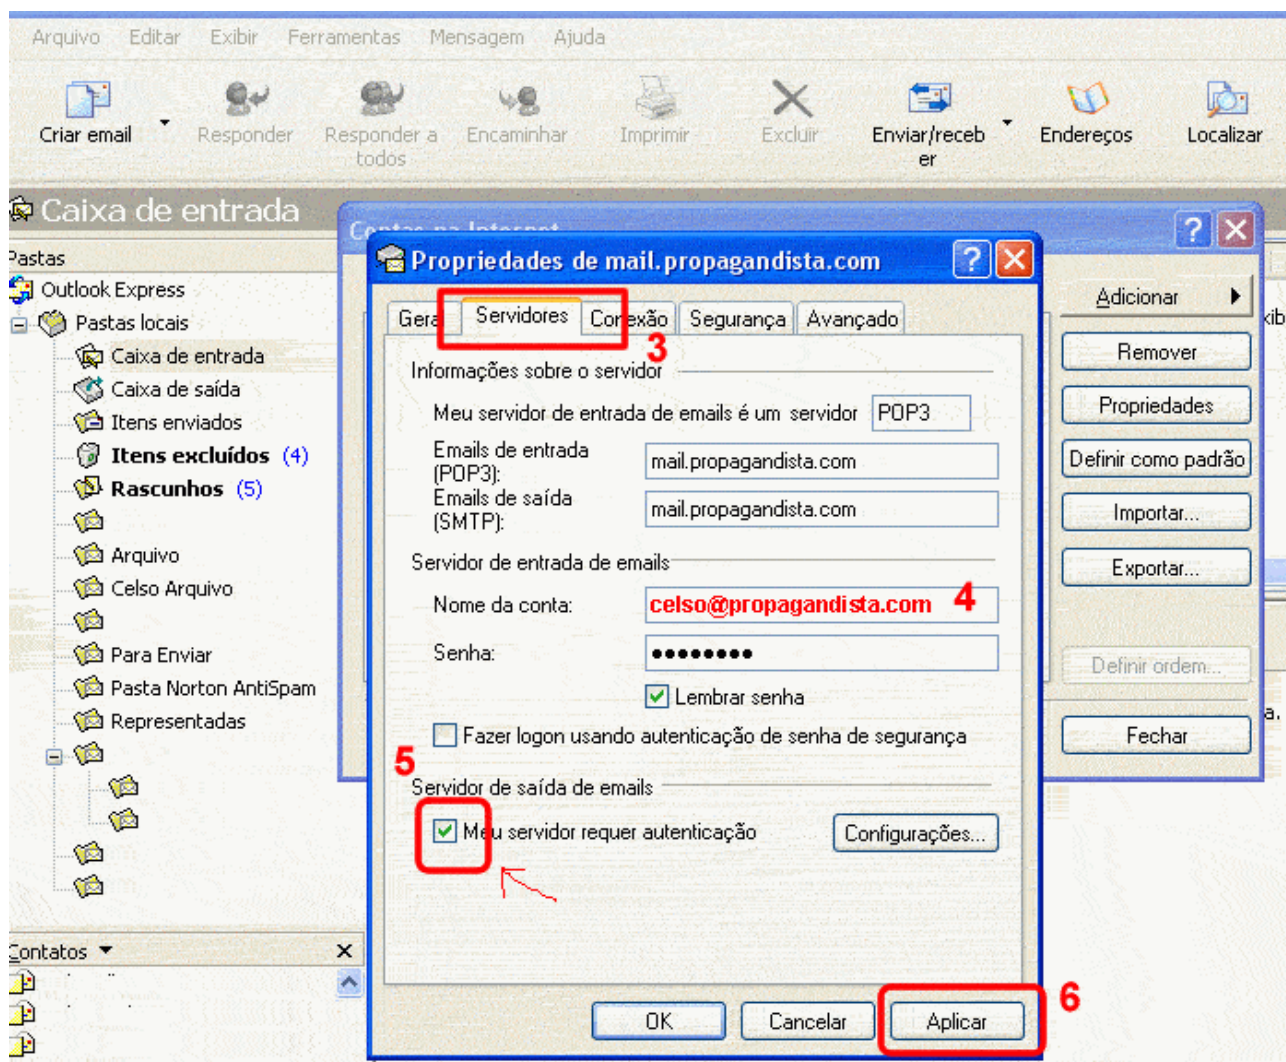 Arquivo Editar Exibir Ferramentas Mensagem Ajuda
Criar email Responder Responder a todos Encaminhar Imprimir Excluir Enviar/receb er Endereços Localizar
Caixa de entrada
Pastas
Outlook Express
Pastas locais
Caixa de entrada
Caixa de saída
Itens enviados
Itens excluídos (4)
Rascunhos (5)
Arquivo
Celso Arquivo
Para Enviar
Pasta Norton AntiSpam
Representadas
Contatos
Contas na Internet
Propriedades de mail.propagandista.com
Geral Servidores Conexão Segurança Avançado
3
Informações sobre o servidor
Meu servidor de entrada de emails é um servidor POP3
Emails de entrada
(POP3): mail.propagandista.com
Emails de saída
(SMTP): mail.propagandista.com
Servidor de entrada de emails
Nome da conta: celso@propagandista.com 4
Senha: ●●●●●●●●
Lembrar senha
Fazer logon usando autenticação de senha de segurança
5
Servidor de saída de emails
Meu servidor requer autenticação Configurações...
OK Cancelar Aplicar 6
Adicionar
Remover
Propriedades
Definir como padrão
Importar...
Exportar...
Definir ordem...
Fechar